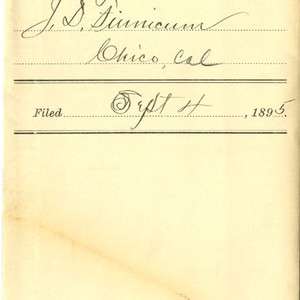 J. D. Finnicum
Chico, Cal
Filed Sept 4, 1895.